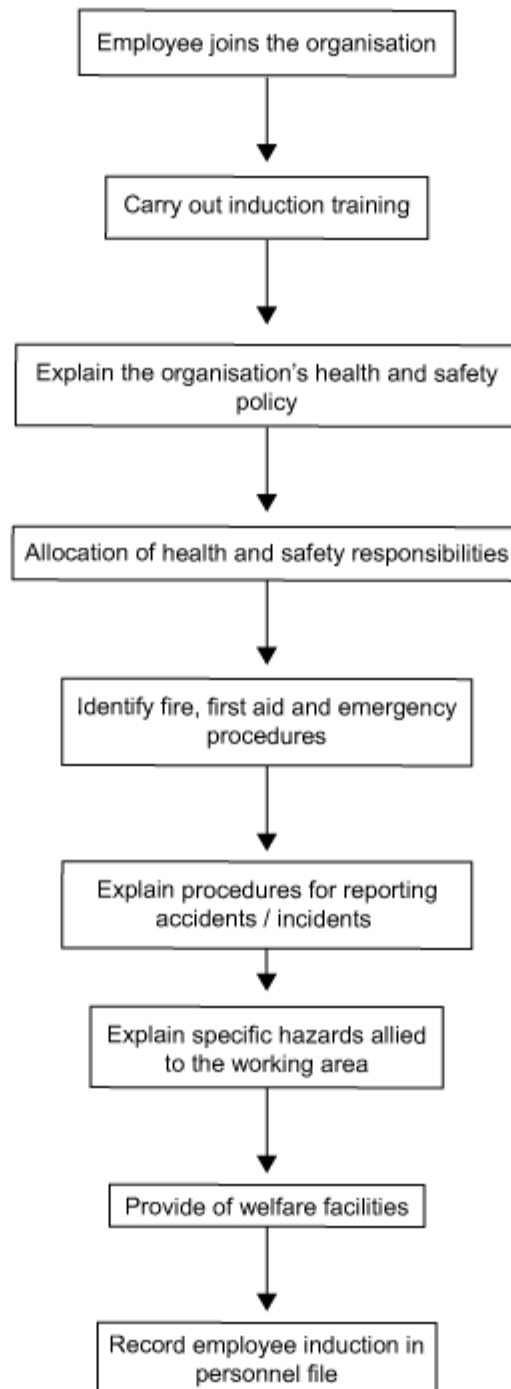 Employee joins the organisation
Carry out induction training
Explain the organisation's health and safety
policy
Allocation of health and safety responsibilities
Identify fire, first aid and emergency
procedures
Explain procedures for reporting
accidents / incidents
Explain specific hazards allied
to the working area
Provide of welfare facilities
Record employee induction in
personnel file